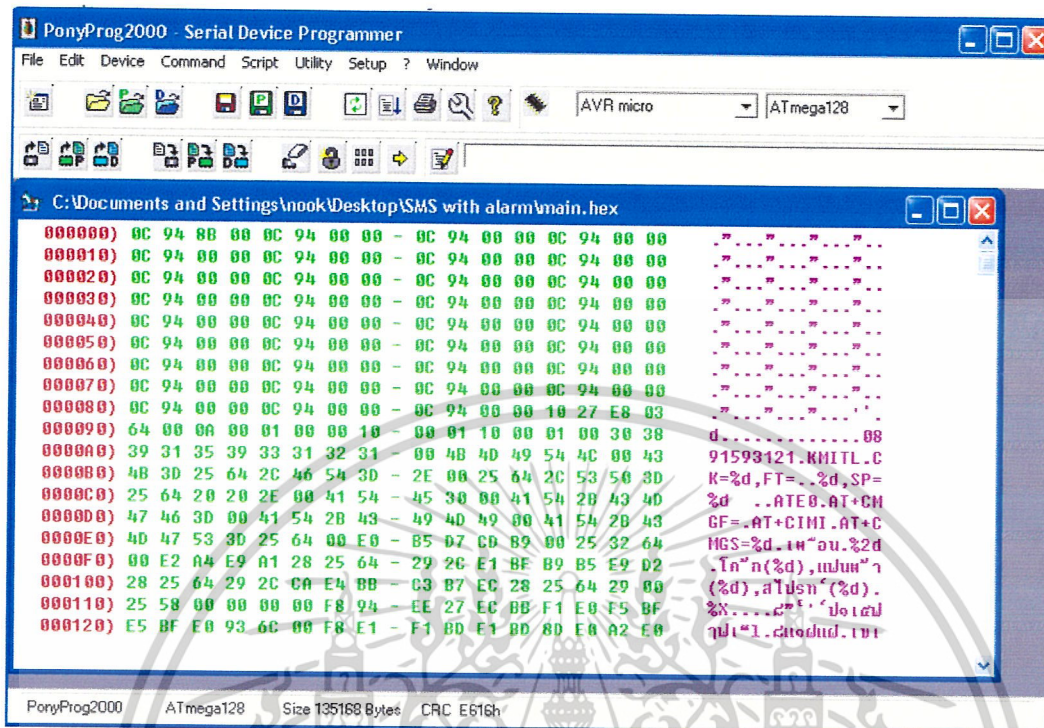 PonyProg2000 - Serial Device Programmer
File Edit Device Command Script Utility Setup ? Window
AVR micro ATmega128
C:\Documents and Settings\nook\Desktop\SMS with alarm\main.hex
000000) 0C 94 8B 00 0C 94 00 00 - 0C 94 00 00 0C 94 00 00 .”...”...”...”..
000010) 0C 94 00 00 0C 94 00 00 - 0C 94 00 00 0C 94 00 00 .”...”...”...”..
000020) 0C 94 00 00 0C 94 00 00 - 0C 94 00 00 0C 94 00 00 .”...”...”...”..
000030) 0C 94 00 00 0C 94 00 00 - 0C 94 00 00 0C 94 00 00 .”...”...”...”..
000040) 0C 94 00 00 0C 94 00 00 - 0C 94 00 00 0C 94 00 00 .”...”...”...”..
000050) 0C 94 00 00 0C 94 00 00 - 0C 94 00 00 0C 94 00 00 .”...”...”...”..
000060) 0C 94 00 00 0C 94 00 00 - 0C 94 00 00 0C 94 00 00 .”...”...”...”..
000070) 0C 94 00 00 0C 94 00 00 - 0C 94 00 00 0C 94 00 00 .”...”...”...”..
000080) 0C 94 00 00 0C 94 00 00 - 0C 94 00 00 10 27 E8 03 .”...”...”...'่.
000090) 64 00 0A 00 01 00 00 10 - 00 01 10 00 01 00 30 38 d.............08
0000A0) 39 31 35 39 33 31 32 31 - 00 4B 4D 49 54 4C 00 43 91593121.KMITL.C
0000B0) 4B 3D 25 64 2C 46 54 3D - 2E 00 25 64 2C 53 50 3D K=%d,FT=..%d,SP=
0000C0) 25 64 20 20 2E 00 41 54 - 45 30 00 41 54 2B 43 4D %d ..ATE0.AT+CM
0000D0) 47 46 3D 00 41 54 2B 43 - 49 4D 49 00 41 54 2B 43 GF=.AT+CIMI.AT+C
0000E0) 4D 47 53 3D 25 64 00 E0 - B5 D7 CD B9 00 25 32 64 MGS=%d.เตือน.%2d
0000F0) 00 E2 A4 E9 A1 28 25 64 - 29 2C E1 BF B9 B5 E9 D2 .โค้ก(%d),แฟนต้า
000100) 28 25 64 29 2C CA E4 BB - C3 B7 EC 28 25 64 29 00 (%d),สไปรท์(%d).
000110) 25 58 00 00 00 00 F8 94 - EE 27 EC BB F1 E0 F5 BF
000120) E5 BF E0 93 6C 00 F8 E1 - F1 BD E1 BD 8D E0 A2 E0
PonyProg2000 ATmega128 Size 135168 Bytes CRC E616h